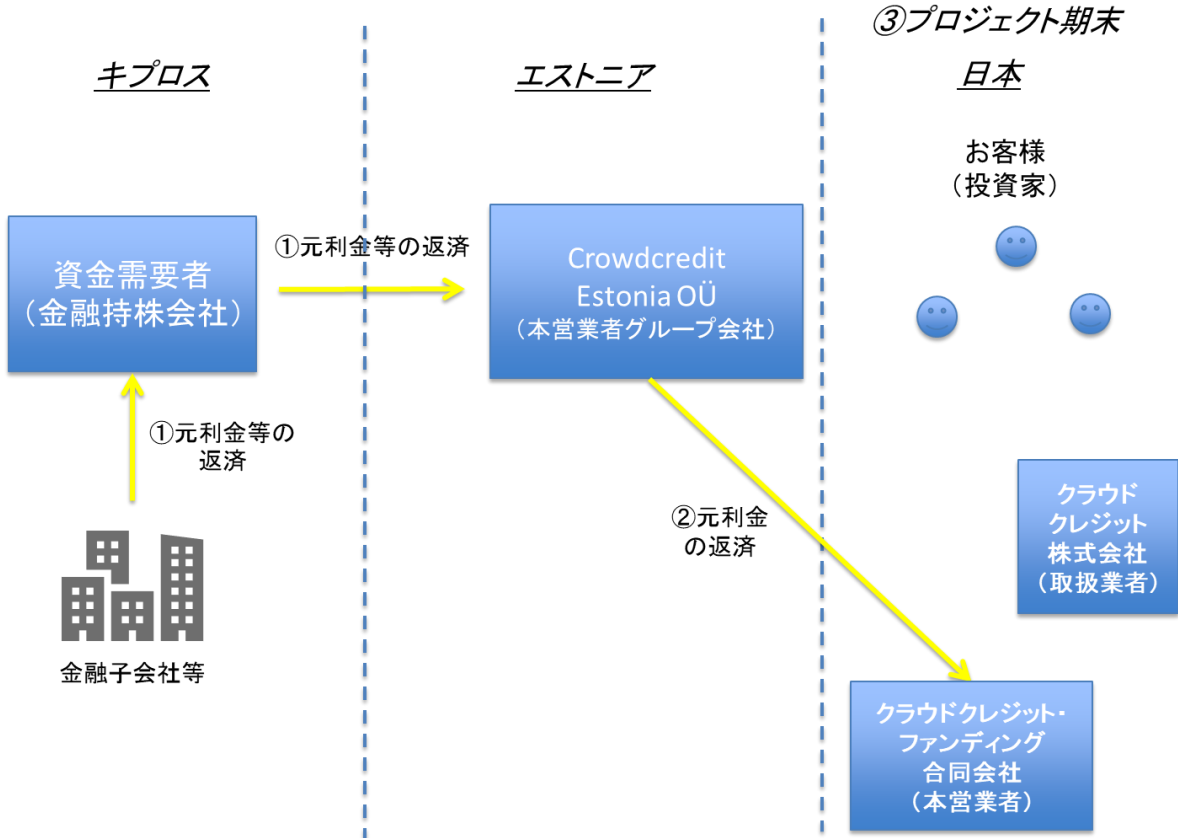 ③プロジェクト期末
キプロス
エストニア
日本
お客様
（投資家）
資金需要者
（金融持株会社）
①元利金等の返済
Crowdcredit
Estonia OÜ
（本営業者グループ会社）
①元利金等の
返済
金融子会社等
②元利金
の返済
クラウド
クレジット
株式会社
（取扱業者）
クラウドクレジット・
ファンディング
合同会社
（本営業者）